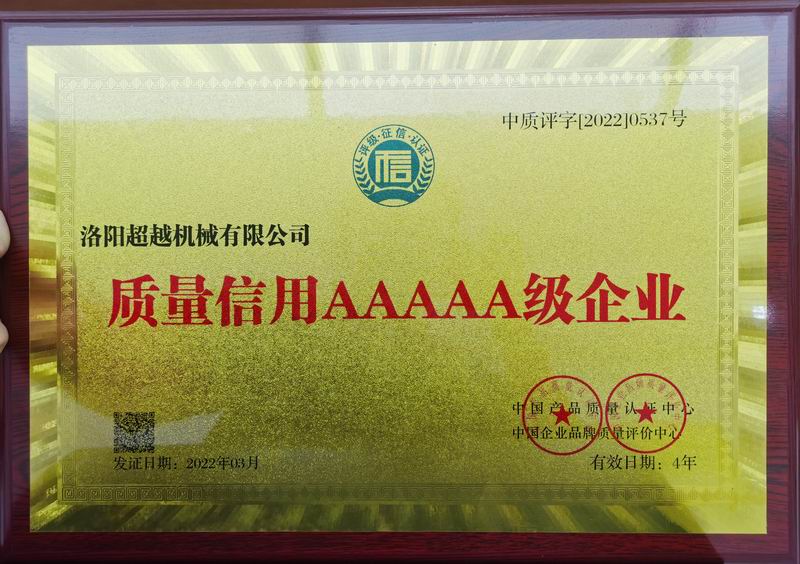 中质评字[2022]0537号
评级·征信·认证
信
洛阳超越机械有限公司
质量信用AAAAA级企业
中国产品质量认证中心
中国企业品牌质量评价中心
发证日期：2022年03月
有效日期：4年